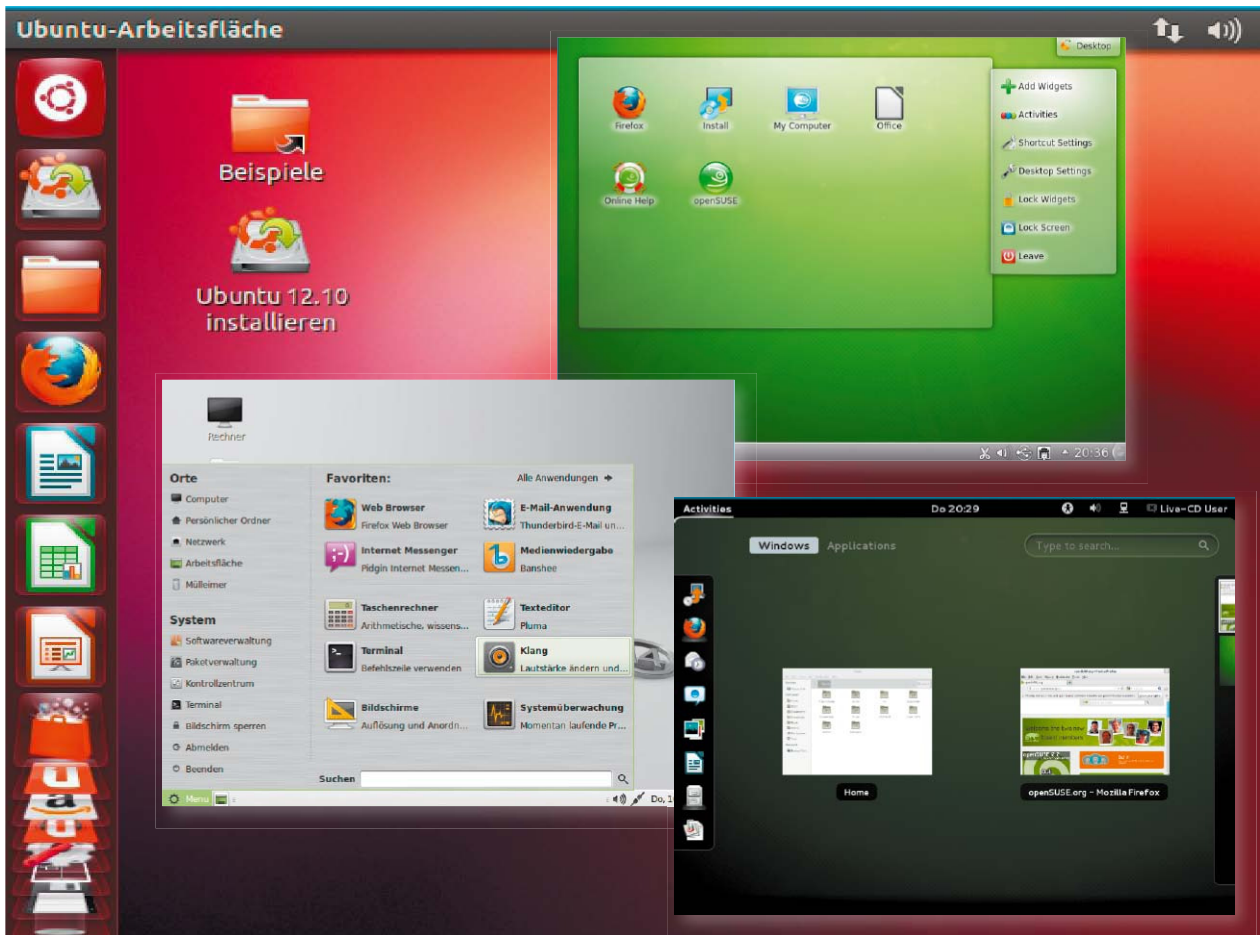 Ubuntu-Arbeitsfläche
Beispiele
Ubuntu 12.10
installieren
Desktop
Firefox
Install
My Computer
Office
Online Help
openSUSE
Add Widgets
Activities
Shortcut Settings
Desktop Settings
Lock Widgets
Lock Screen
Leave
20:36
Rechner
Orte
Computer
Persönlicher Ordner
Netzwerk
Arbeitsfläche
Mülleimer
System
Softwareverwaltung
Paketverwaltung
Kontrollzentrum
Terminal
Bildschirm sperren
Abmelden
Beenden
Favoriten:
Alle Anwendungen
Web Browser
Firefox Web Browser
E-Mail-Anwendung
Thunderbird-E-Mail un...
Internet Messenger
Pidgin Internet Messen...
Medienwiedergabe
Banshee
Taschenrechner
Arithmetische, wissens...
Texteditor
Pluma
Terminal
Befehlszeile verwenden
Klang
Lautstärke ändern und...
Bildschirme
Auflösung und Anordn...
Systemüberwachung
Momentan laufende Pr...
Suchen
Menu
Do, 1
Activities
Do 20:29
Live-CD User
Windows
Applications
Type to search...
Home
openSUSE.org - Mozilla Firefox